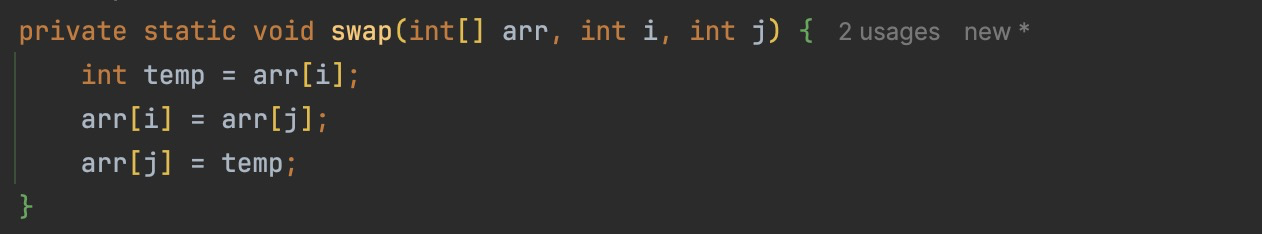 private static void swap(int[] arr, int i, int j) { 2 usages new *
    int temp = arr[i];
    arr[i] = arr[j];
    arr[j] = temp;
}